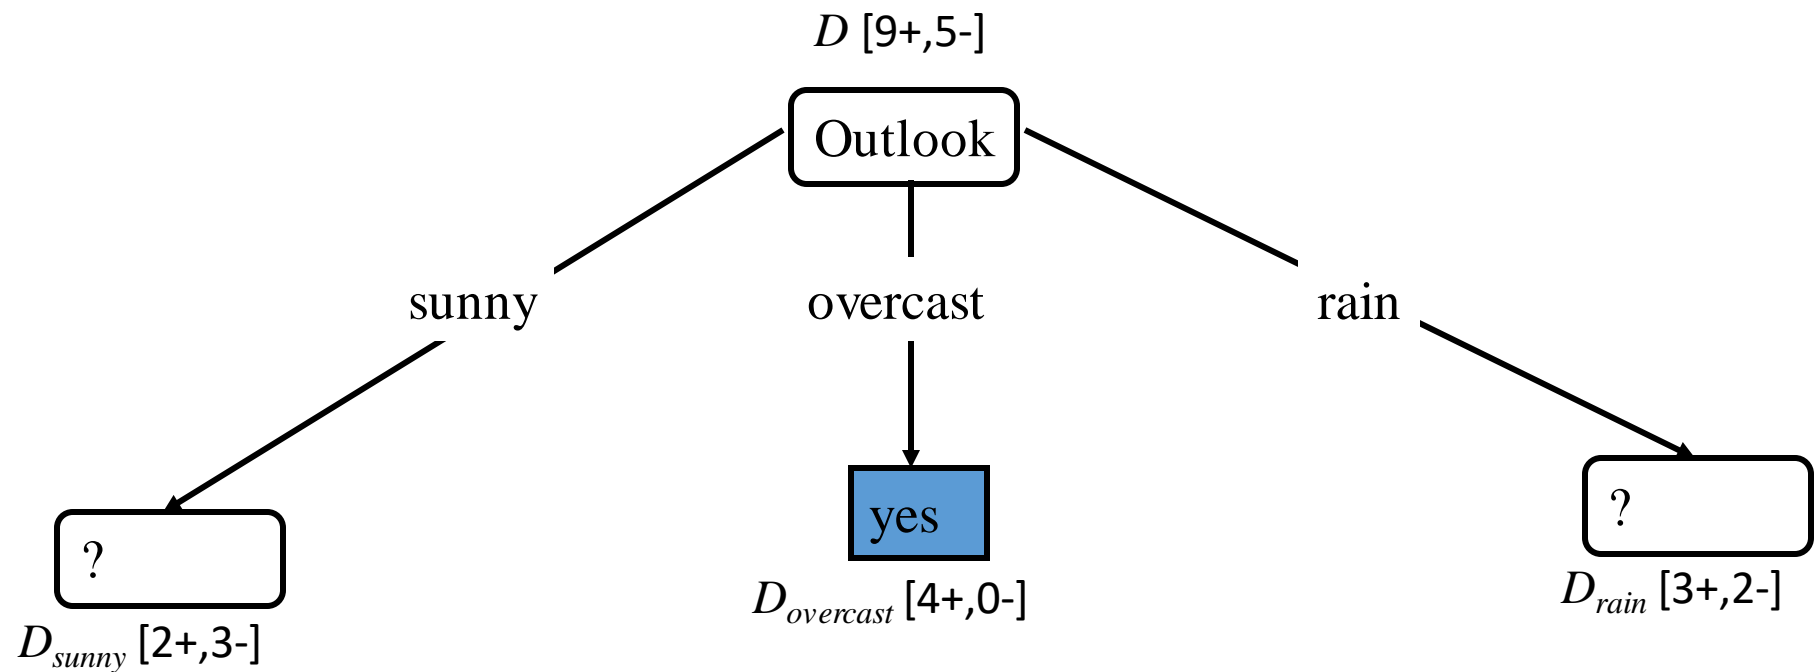 D [9+,5-]
Outlook
sunny
overcast
rain
?
yes
?
D_sunny [2+,3-]
D_overcast [4+,0-]
D_rain [3+,2-]